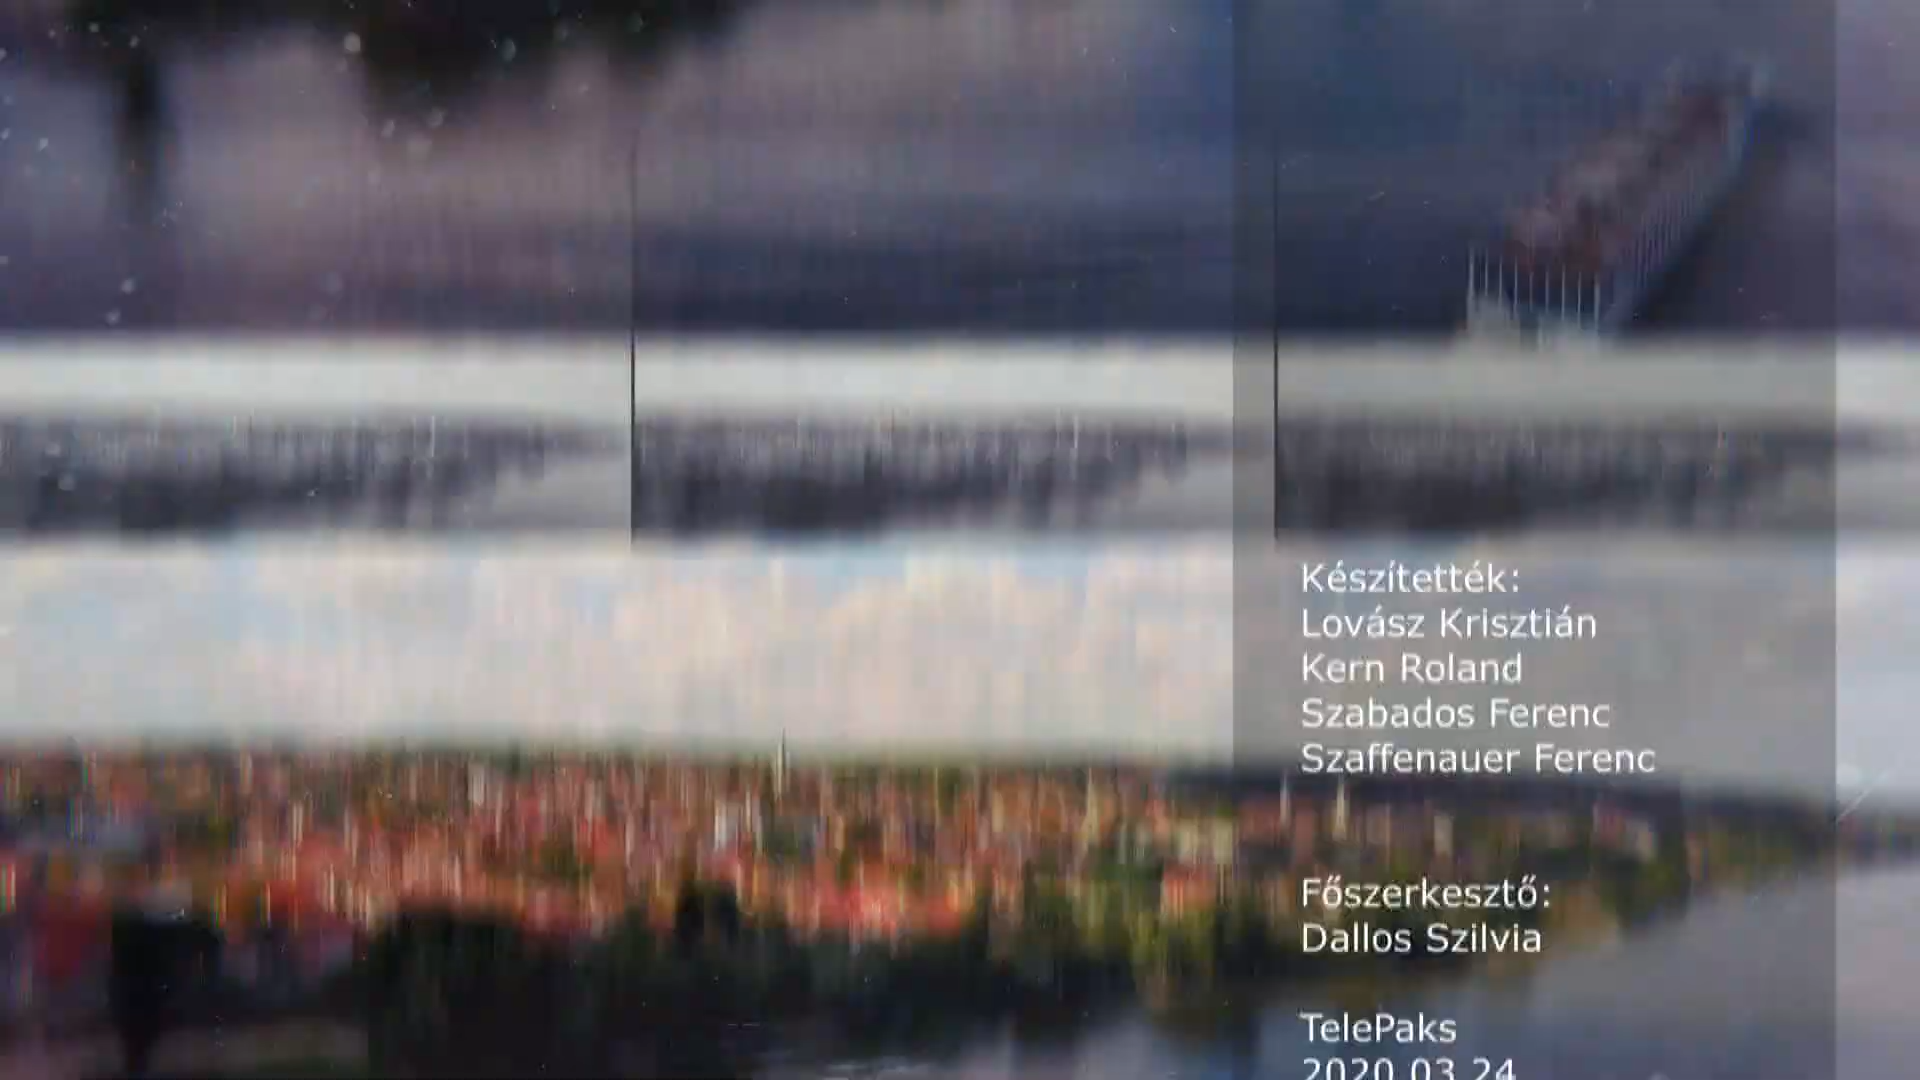 Készítették:
Lovász Krisztián
Kern Roland
Szabados Ferenc
Szaffenauer Ferenc
Főszerkesztő:
Dallos Szilvia
TelePaks
2020.03.24